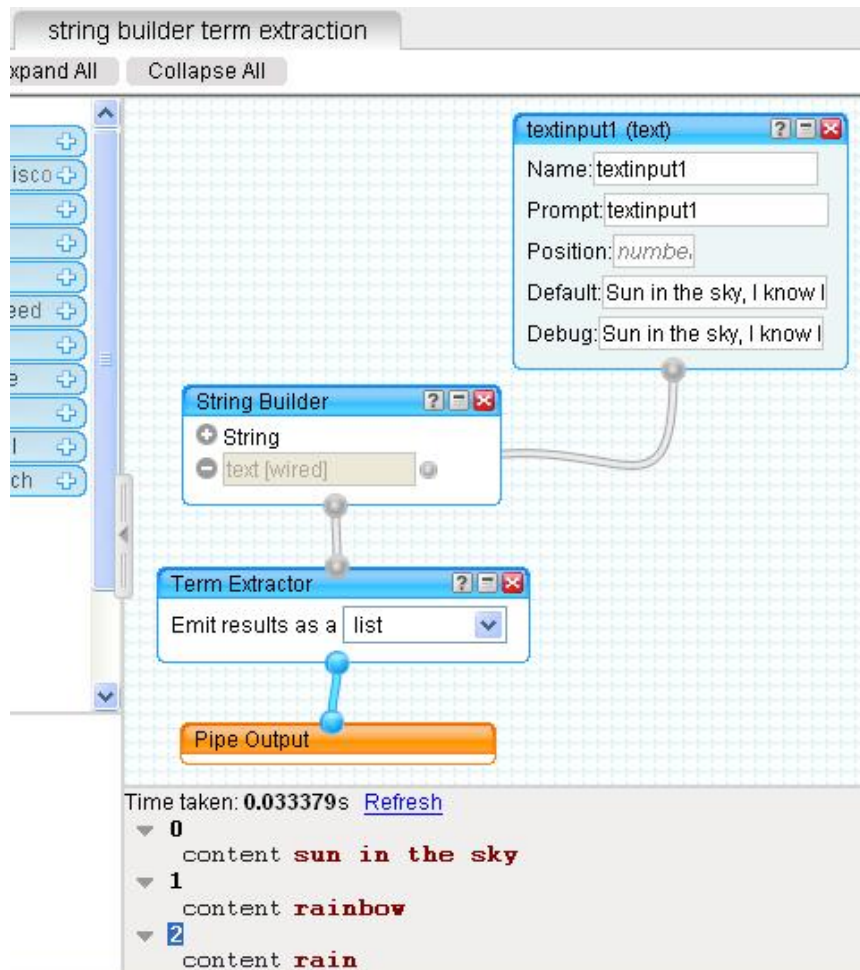 string builder term extraction
xpand All Collapse All
isco
eed
e
l
ch
textinput1 (text)
Name: textinput1
Prompt: textinput1
Position: number
Default: Sun in the sky, I know I
Debug: Sun in the sky, I know I
String Builder
String
text [wired]
Term Extractor
Emit results as a list
Pipe Output
Time taken: 0.033379s Refresh
0
content sun in the sky
1
content rainbow
2
content rain